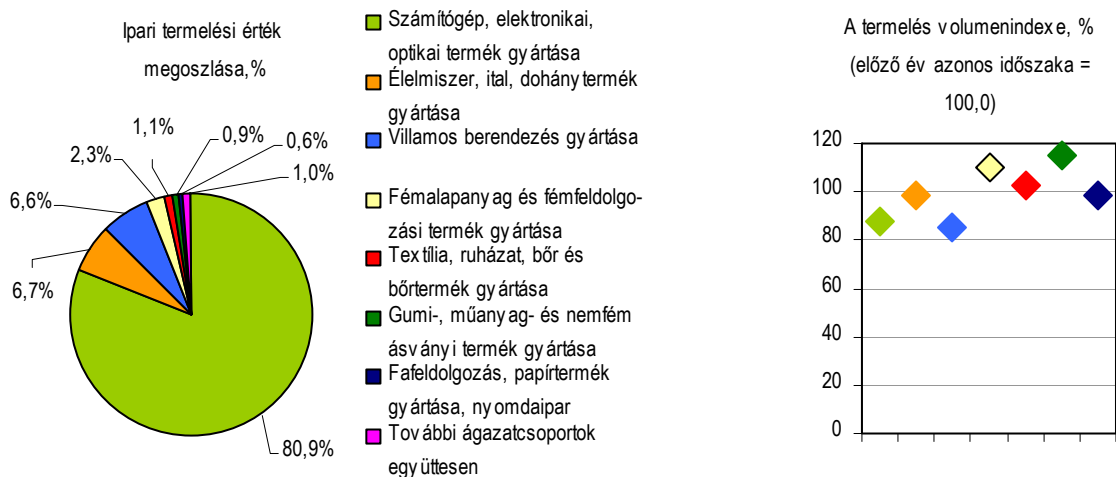 Ipari termelési érték
megoszlása,%
1,1%
0,9%
0,6%
2,3%
1,0%
6,6%
6,7%
80,9%
Számítógép, elektronikai,
optikai termék gyártása
Élelmiszer, ital, dohánytermék
gyártása
Villamos berendezés gyártása
Fémalapanyag és fémfeldolgo-
zási termék gyártása
Textília, ruházat, bőr és
bőrtermék gyártása
Gumi-, műanyag- és nemfém
ásványi termék gyártása
Fafeldolgozás, papírtermék
gyártása, nyomdaipar
További ágazatcsoportok
együttesen
A termelés volumenindexe, %
(előző év azonos időszaka =
100,0)
120
100
80
60
40
20
0